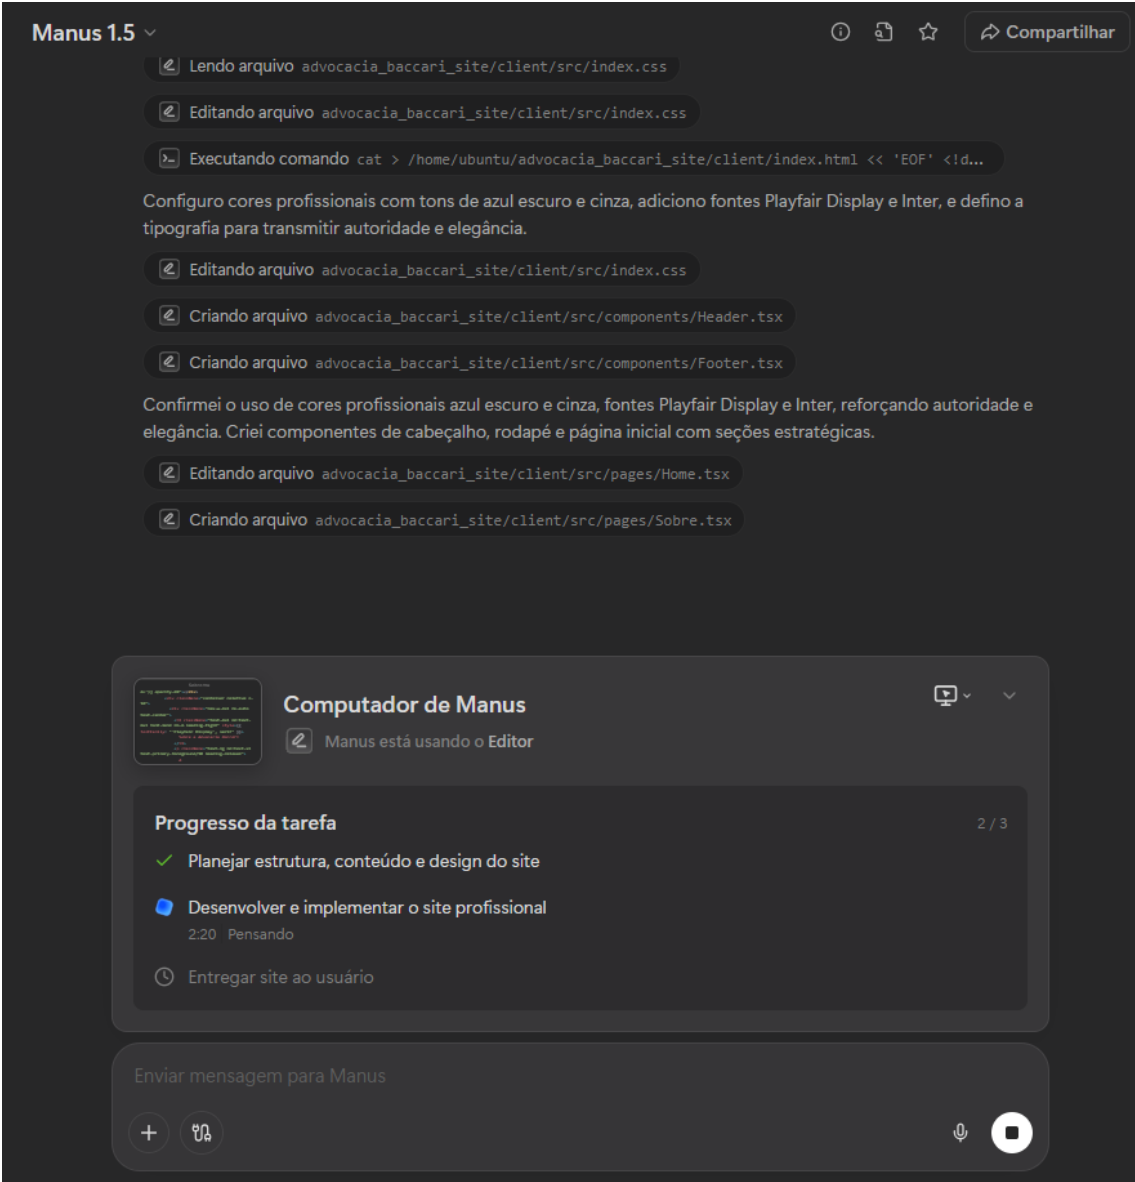 Manus 1.5
Compartilhar
Lendo arquivo advocacia_baccari_site/client/src/index.css
Editando arquivo advocacia_baccari_site/client/src/index.css
Executando comando cat > /home/ubuntu/advocacia_baccari_site/client/index.html << 'EOF' <!d...
Configuro cores profissionais com tons de azul escuro e cinza, adiciono fontes Playfair Display e Inter, e defino a
tipografia para transmitir autoridade e elegância.
Editando arquivo advocacia_baccari_site/client/src/index.css
Criando arquivo advocacia_baccari_site/client/src/components/Header.tsx
Criando arquivo advocacia_baccari_site/client/src/components/Footer.tsx
Confirmei o uso de cores profissionais azul escuro e cinza, fontes Playfair Display e Inter, reforçando autoridade e
elegância. Criei componentes de cabeçalho, rodapé e página inicial com seções estratégicas.
Editando arquivo advocacia_baccari_site/client/src/pages/Home.tsx
Criando arquivo advocacia_baccari_site/client/src/pages/Sobre.tsx
Computador de Manus
Manus está usando o Editor
Progresso da tarefa
2 / 3
Planejar estrutura, conteúdo e design do site
Desenvolver e implementar o site profissional
2:20 Pensando
Entregar site ao usuário
Enviar mensagem para Manus